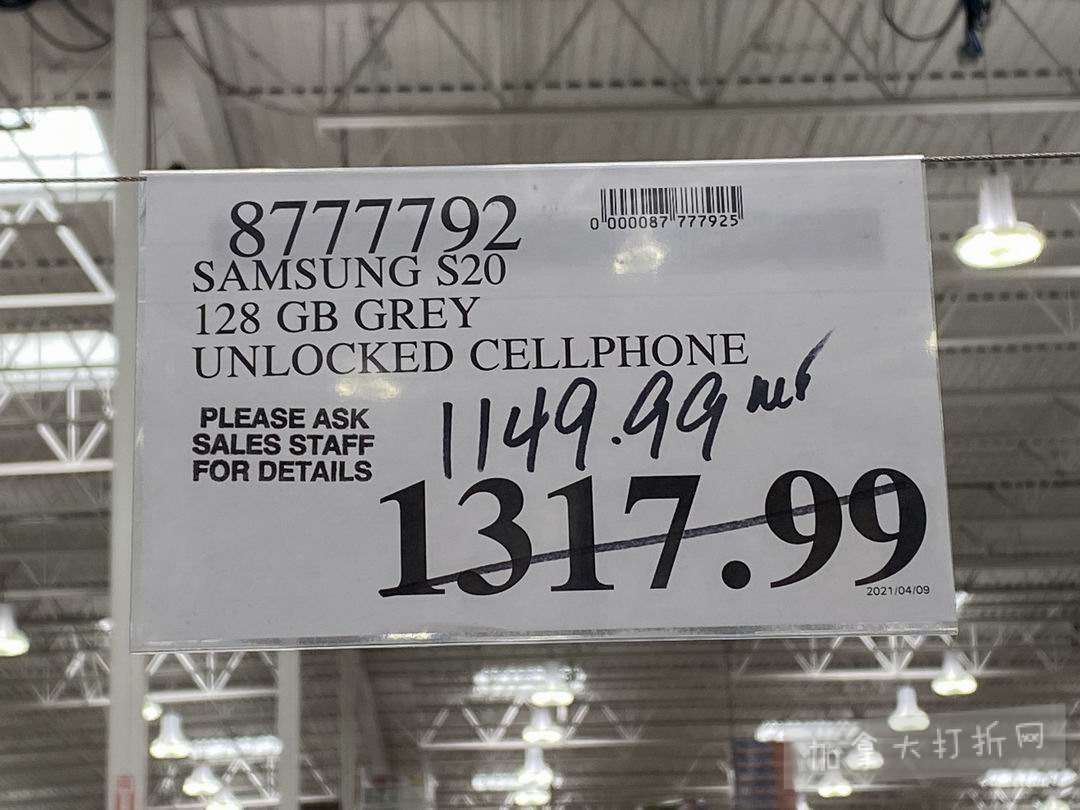 8777792
0 000087 777925
SAMSUNG S20
128 GB GREY
UNLOCKED CELLPHONE
PLEASE ASK
SALES STAFF
FOR DETAILS
1149.99
1317.99
2021/04/09
加拿大打折网